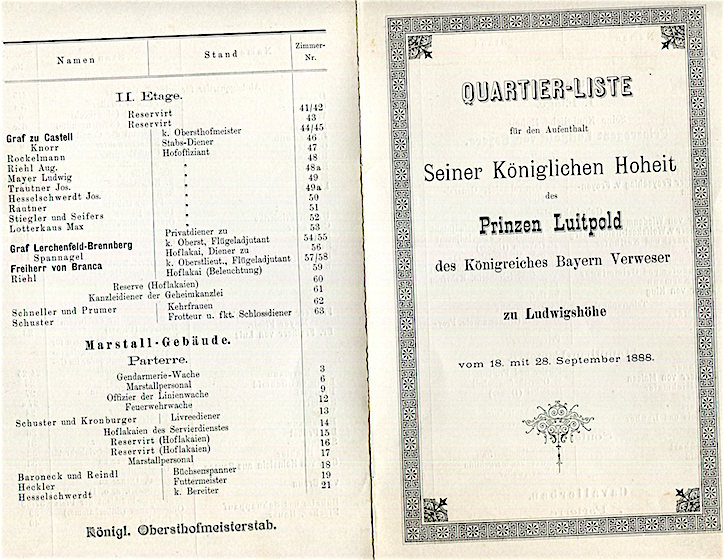 Namen Stand Zimmer-Nr.
II. Etage.
Reservirt 41/42
Reservirt 43
Graf zu Castell k. Obersthofmeister 44/45
Knorr Stabs-Diener 46
Rockelmann Hofoffiziant 47
Riehl Aug. " 48
Mayer Ludwig 48a
Trautner Jos. " 49
Hesselschwerdt Jos. 49a
Rautner " 50
Stiegler und Seifers " 51
Lotterkaus Max " 52
Privatdiener zu 53
Graf Lerchenfeld-Brennberg k. Oberst, Flügeladjutant 54/55
Spannagel Hoflakai, Diener zu 56
Freiherr von Branca k. Oberstlieut., Flügeladjutant 57/58
Riehl Hoflakai (Beleuchtung) 59
Reserve (Hoflakaien) 60
Kanzleidiener der Geheimkanzlei 61
Schneller und Prumer Kehrfrauen 62
Schuster Frotteur u. fkt. Schlossdiener 63
Marstall-Gebäude.
Parterre.
Gendarmerie-Wache 3
Marstallpersonal 6
Offizier der Linienwache 9
Feuerwehrwache 12
Schuster und Kronburger Livreediener 13
Hoflakaien des Servierdienstes 14
Reservirt (Hoflakaien) 15
Reservirt (Hoflakaien) 16
Marstallpersonal 17
Baroneck und Reindl Büchsenspanner 18
Heckler Futtermeister 19
Hesselschwerdt k. Bereiter 21
Königl. Obersthofmeisterstab.
QUARTIER-LISTE
für den Aufenthalt
Seiner Königlichen Hoheit
des
Prinzen Luitpold
des Königreiches Bayern Verweser
zu Ludwigshöhe
vom 18. mit 28. September 1888.